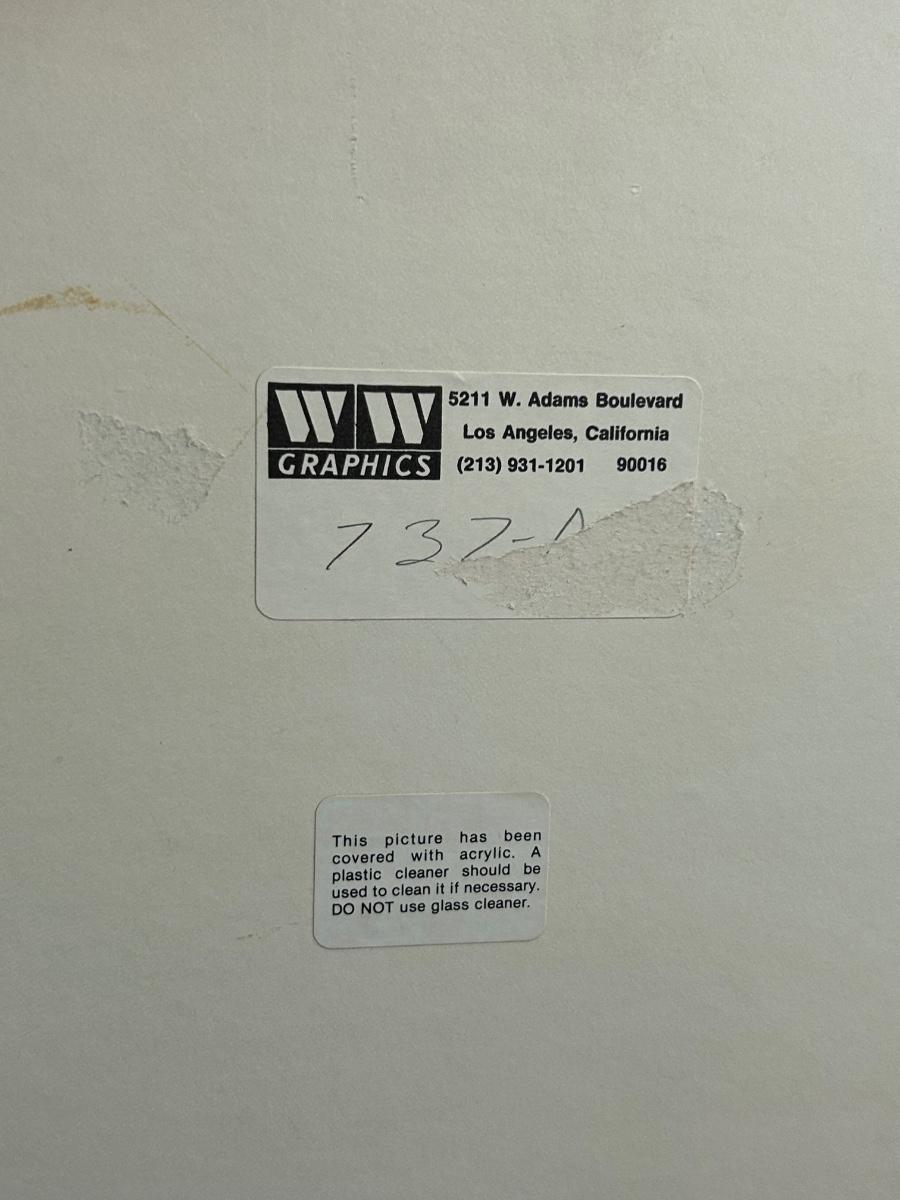 WW
GRAPHICS
5211 W. Adams Boulevard
Los Angeles, California
(213) 931-1201 90016
737-
This picture has been
covered with acrylic. A
plastic cleaner should be
used to clean it if necessary.
DO NOT use glass cleaner.